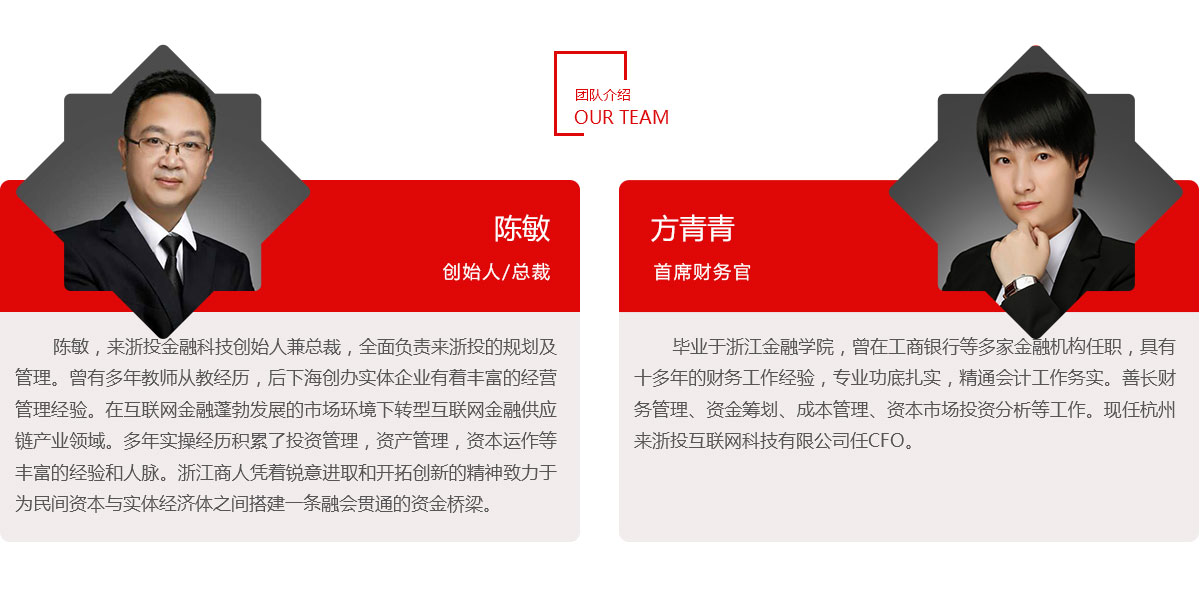 团队介绍
OUR TEAM
陈敏
创始人/总裁
陈敏，来浙投金融科技创始人兼总裁，全面负责来浙投的规划及
管理。曾有多年教师从教经历，后下海创办实体企业有着丰富的经营
管理经验。在互联网金融蓬勃发展的市场环境下转型互联网金融供应
链产业领域。多年实操经历积累了投资管理，资产管理，资本运作等
丰富的经验和人脉。浙江商人凭着锐意进取和开拓创新的精神致力于
为民间资本与实体经济体之间搭建一条融会贯通的资金桥梁。
方青青
首席财务官
毕业于浙江金融学院，曾在工商银行等多家金融机构任职，具有
十多年的财务工作经验，专业功底扎实，精通会计工作务实。善长财
务管理、资金筹划、成本管理、资本市场投资分析等工作。现任杭州
来浙投互联网科技有限公司任CFO。